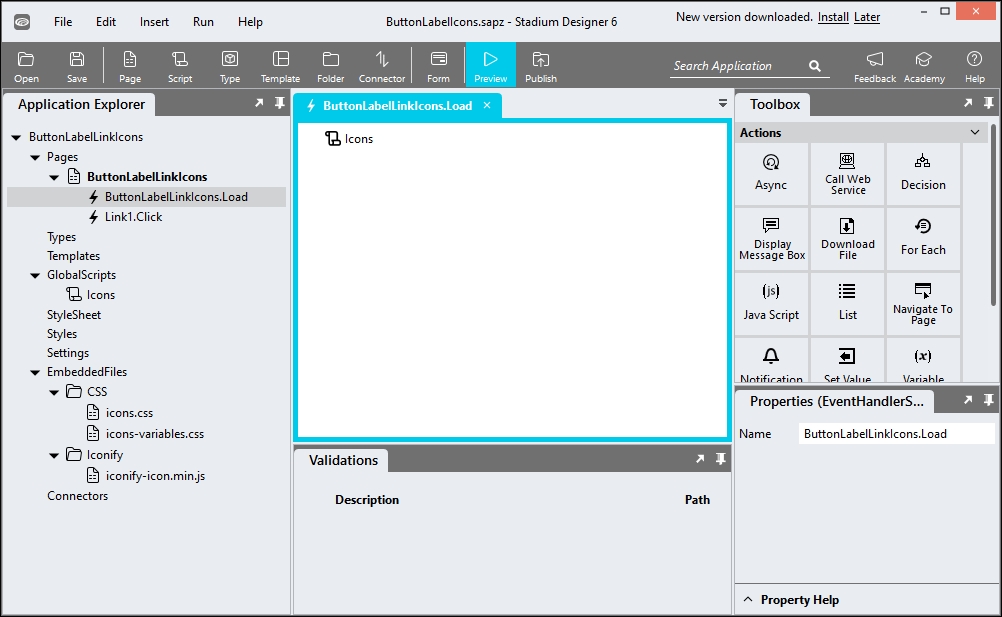 File Edit Insert Run Help
ButtonLabelIcons.sapz - Stadium Designer 6
New version downloaded. Install Later
Open Save Page Script Type Template Folder Connector Form Preview Publish
Search Application
Feedback Academy Help
Application Explorer
ButtonLabelLinkIcons
Pages
ButtonLabelLinkIcons
ButtonLabelLinkIcons.Load
Link1.Click
Types
Templates
GlobalScripts
Icons
StyleSheet
Styles
Settings
EmbeddedFiles
CSS
icons.css
icons-variables.css
Iconify
iconify-icon.min.js
Connectors
ButtonLabelLinkIcons.Load ×
Icons
Validations
Description Path
Toolbox
Actions
Async
Call Web
Service
Decision
Display
Message Box
Download
File
For Each
(js)
Java Script
List
Navigate To
Page
Notification
Set Value
(x)
Variable
Properties (EventHandlerS...
Name ButtonLabelLinkIcons.Load
Property Help